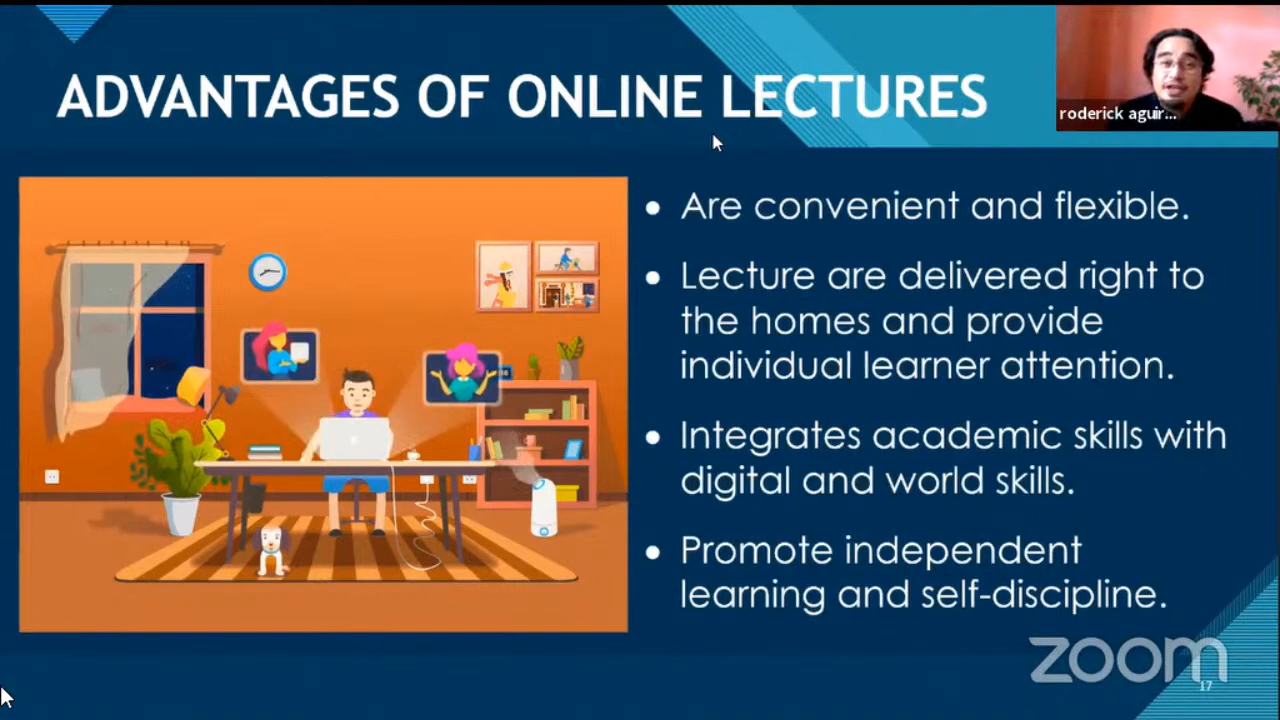 ADVANTAGES OF ONLINE LECTURES
roderick aguir...
• Are convenient and flexible.
• Lecture are delivered right to
the homes and provide
individual learner attention.
• Integrates academic skills with
digital and world skills.
• Promote independent
learning and self-discipline.
zoom
17